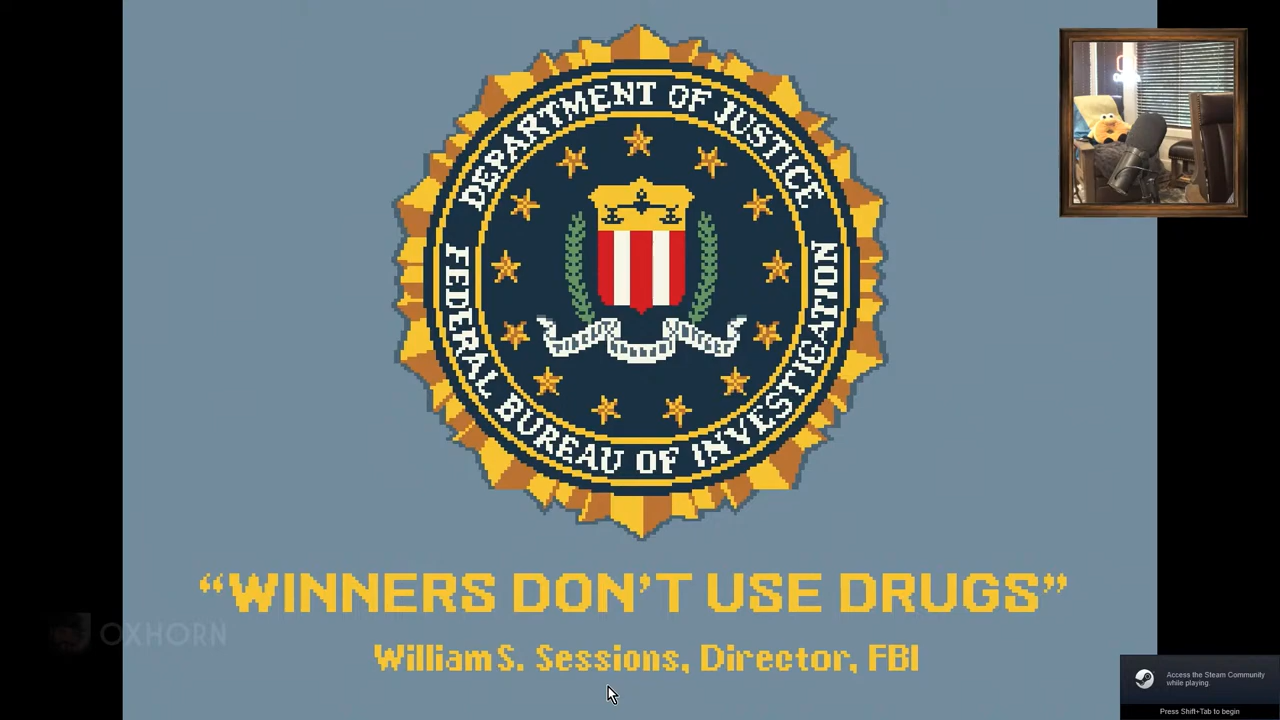 DEPARTMENT OF JUSTICE
FEDERAL BUREAU OF INVESTIGATION
“WINNERS DON'T USE DRUGS”
William S. Sessions, Director, FBI
OXHORN
Access the Steam Community
while playing.
Press Shift+Tab to begin